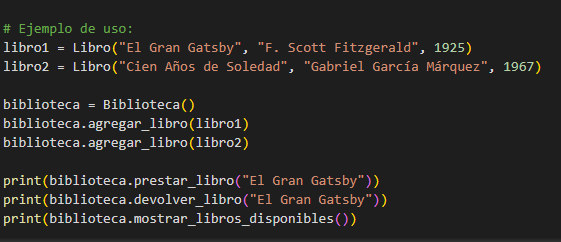 # Ejemplo de uso:
libro1 = Libro("El Gran Gatsby", "F. Scott Fitzgerald", 1925)
libro2 = Libro("Cien Años de Soledad", "Gabriel García Márquez", 1967)
biblioteca = Biblioteca()
biblioteca.agregar_libro(libro1)
biblioteca.agregar_libro(libro2)
print(biblioteca.prestar_libro("El Gran Gatsby"))
print(biblioteca.devolver_libro("El Gran Gatsby"))
print(biblioteca.mostrar_libros_disponibles())